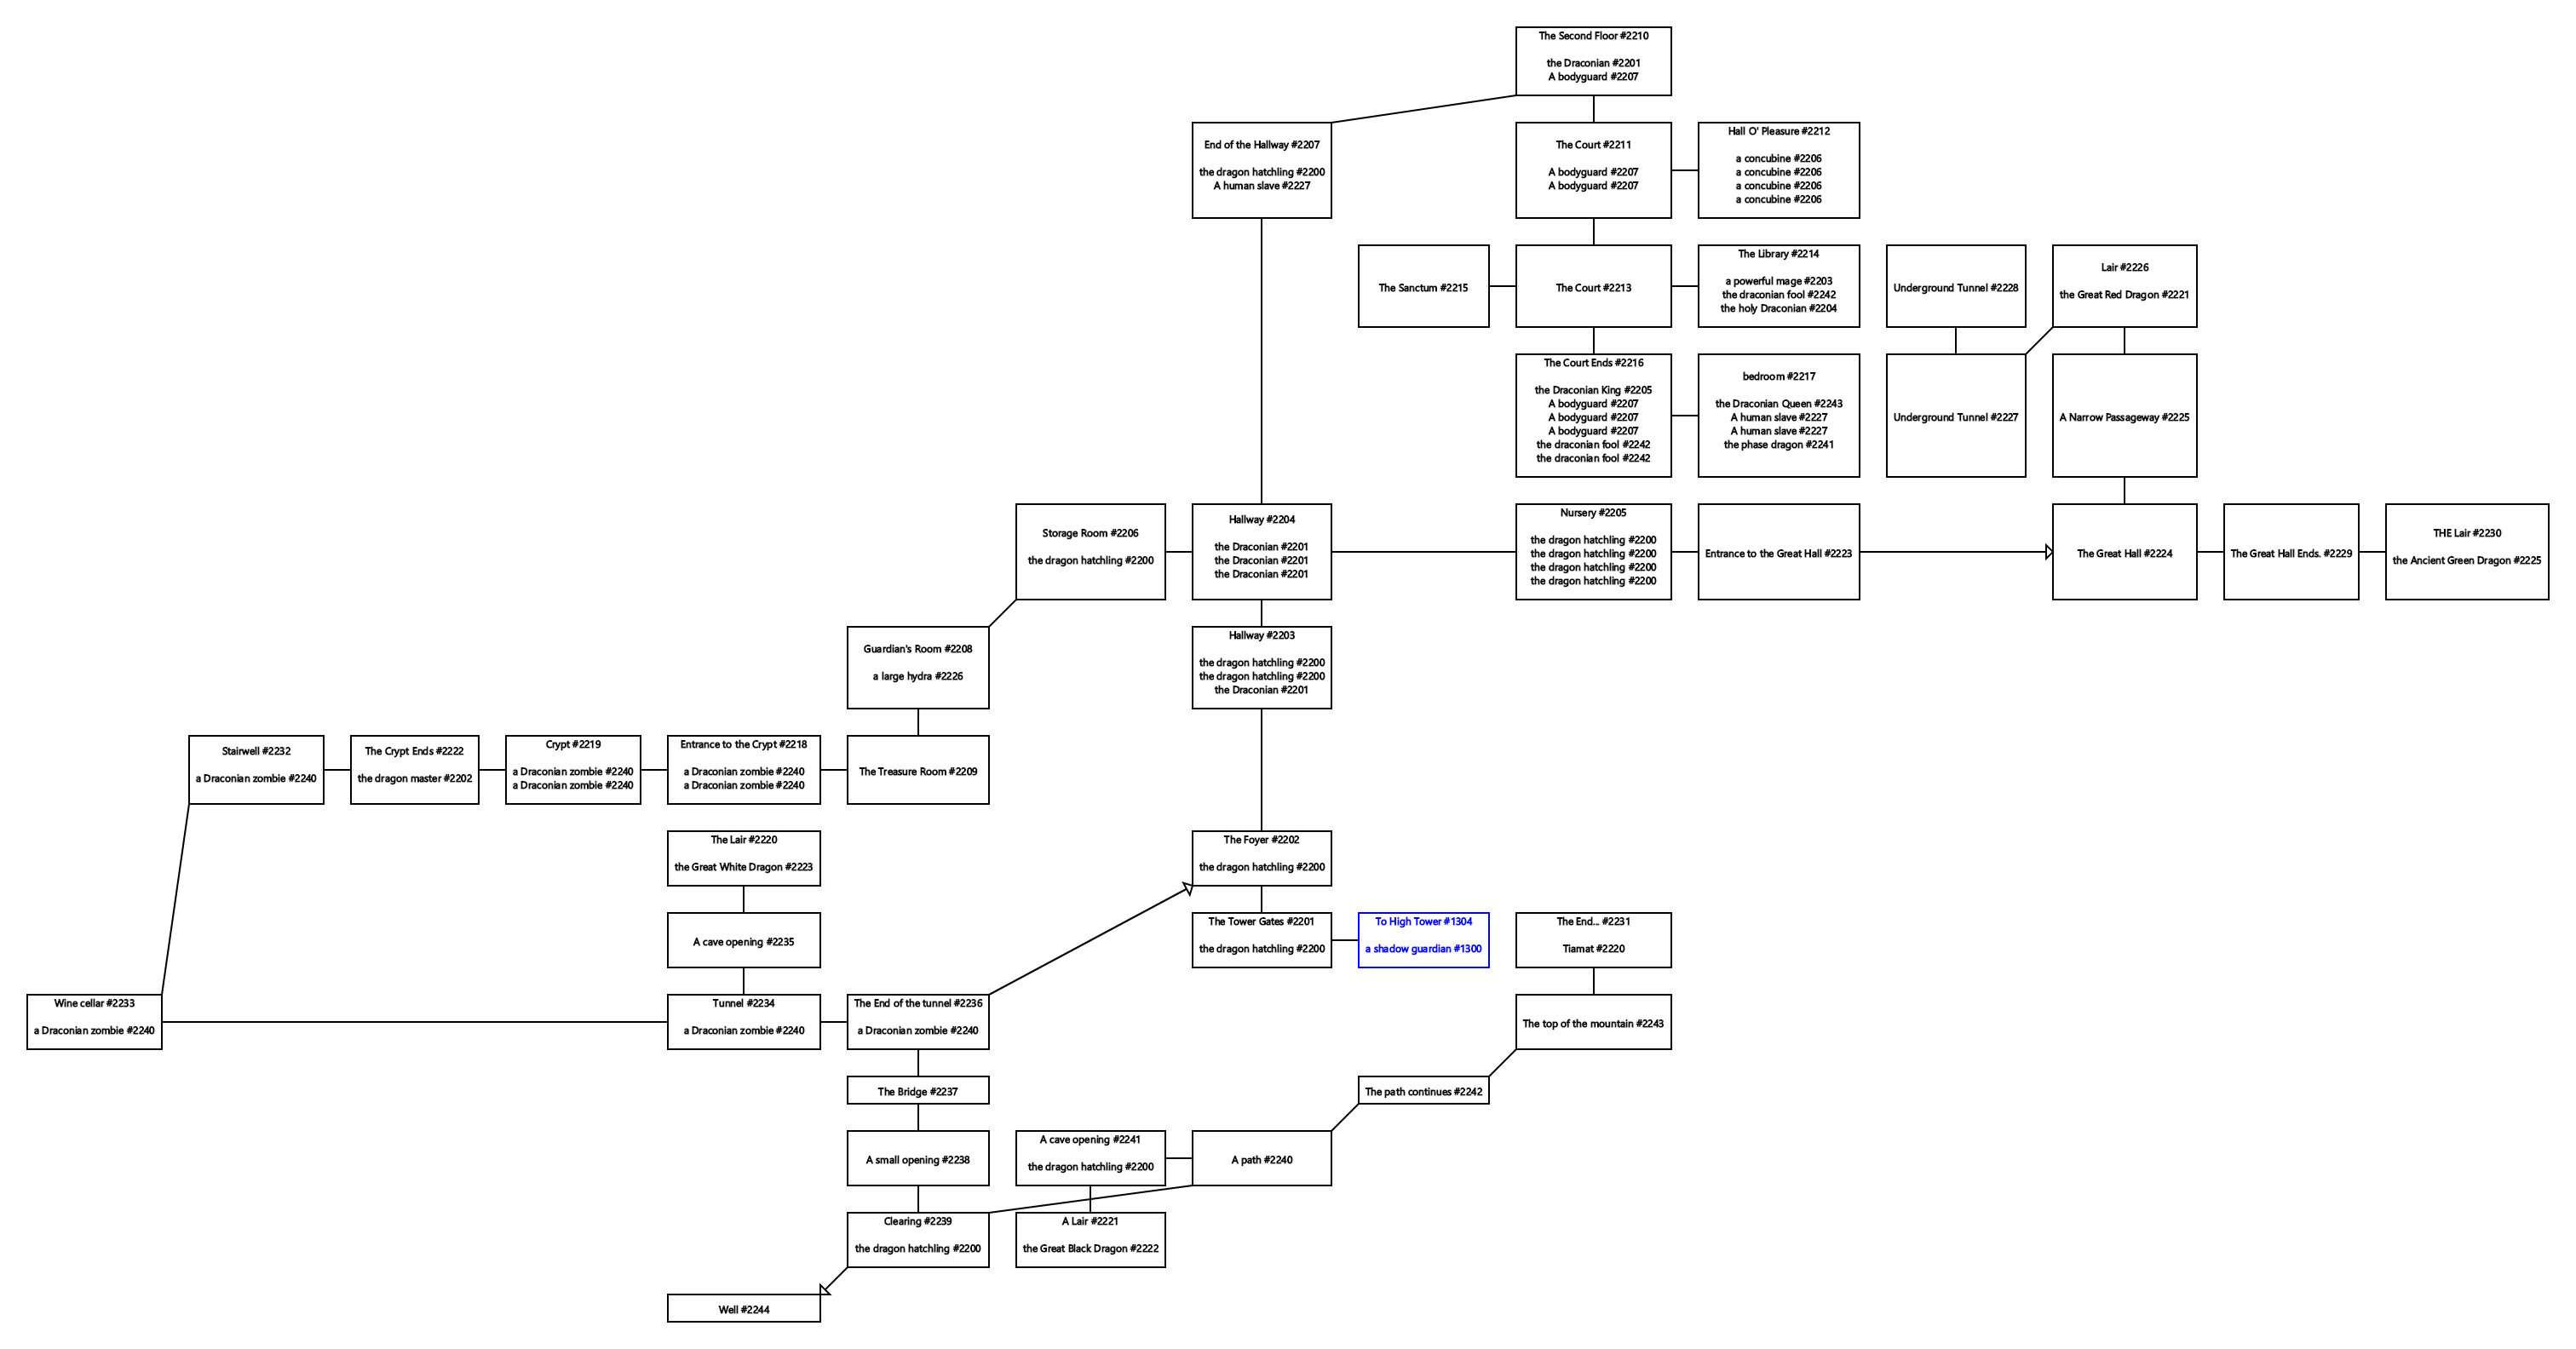 The Second Floor #2210
the Draconian #2201
A bodyguard #2207
End of the Hallway #2207
the dragon hatchling #2200
A human slave #2227
The Court #2211
A bodyguard #2207
A bodyguard #2207
Hall O' Pleasure #2212
a concubine #2206
a concubine #2206
a concubine #2206
a concubine #2206
The Sanctum #2215
The Court #2213
The Library #2214
a powerful mage #2203
the draconian fool #2242
the holy Draconian #2204
Underground Tunnel #2228
Lair #2226
the Great Red Dragon #2221
The Court Ends #2216
the Draconian King #2205
A bodyguard #2207
A bodyguard #2207
A bodyguard #2207
the draconian fool #2242
the draconian fool #2242
bedroom #2217
the Draconian Queen #2243
A human slave #2227
A human slave #2227
the phase dragon #2241
Underground Tunnel #2227
A Narrow Passageway #2225
Storage Room #2206
the dragon hatchling #2200
Hallway #2204
the Draconian #2201
the Draconian #2201
the Draconian #2201
Nursery #2205
the dragon hatchling #2200
the dragon hatchling #2200
the dragon hatchling #2200
the dragon hatchling #2200
Entrance to the Great Hall #2223
The Great Hall #2224
The Great Hall Ends. #2229
THE Lair #2230
the Ancient Green Dragon #2225
Guardian's Room #2208
a large hydra #2226
Hallway #2203
the dragon hatchling #2200
the dragon hatchling #2200
the Draconian #2201
Stairwell #2232
a Draconian zombie #2240
The Crypt Ends #2222
the dragon master #2202
Crypt #2219
a Draconian zombie #2240
a Draconian zombie #2240
Entrance to the Crypt #2218
a Draconian zombie #2240
a Draconian zombie #2240
The Treasure Room #2209
The Lair #2220
the Great White Dragon #2223
The Foyer #2202
the dragon hatchling #2200
A cave opening #2235
The Tower Gates #2201
the dragon hatchling #2200
To High Tower #1304
a shadow guardian #1300
The End... #2231
Tiamat #2220
Wine cellar #2233
a Draconian zombie #2240
Tunnel #2234
a Draconian zombie #2240
The End of the tunnel #2236
a Draconian zombie #2240
The top of the mountain #2243
The Bridge #2237
The path continues #2242
A small opening #2238
A cave opening #2241
the dragon hatchling #2200
A path #2240
Clearing #2239
the dragon hatchling #2200
A Lair #2221
the Great Black Dragon #2222
Well #2244